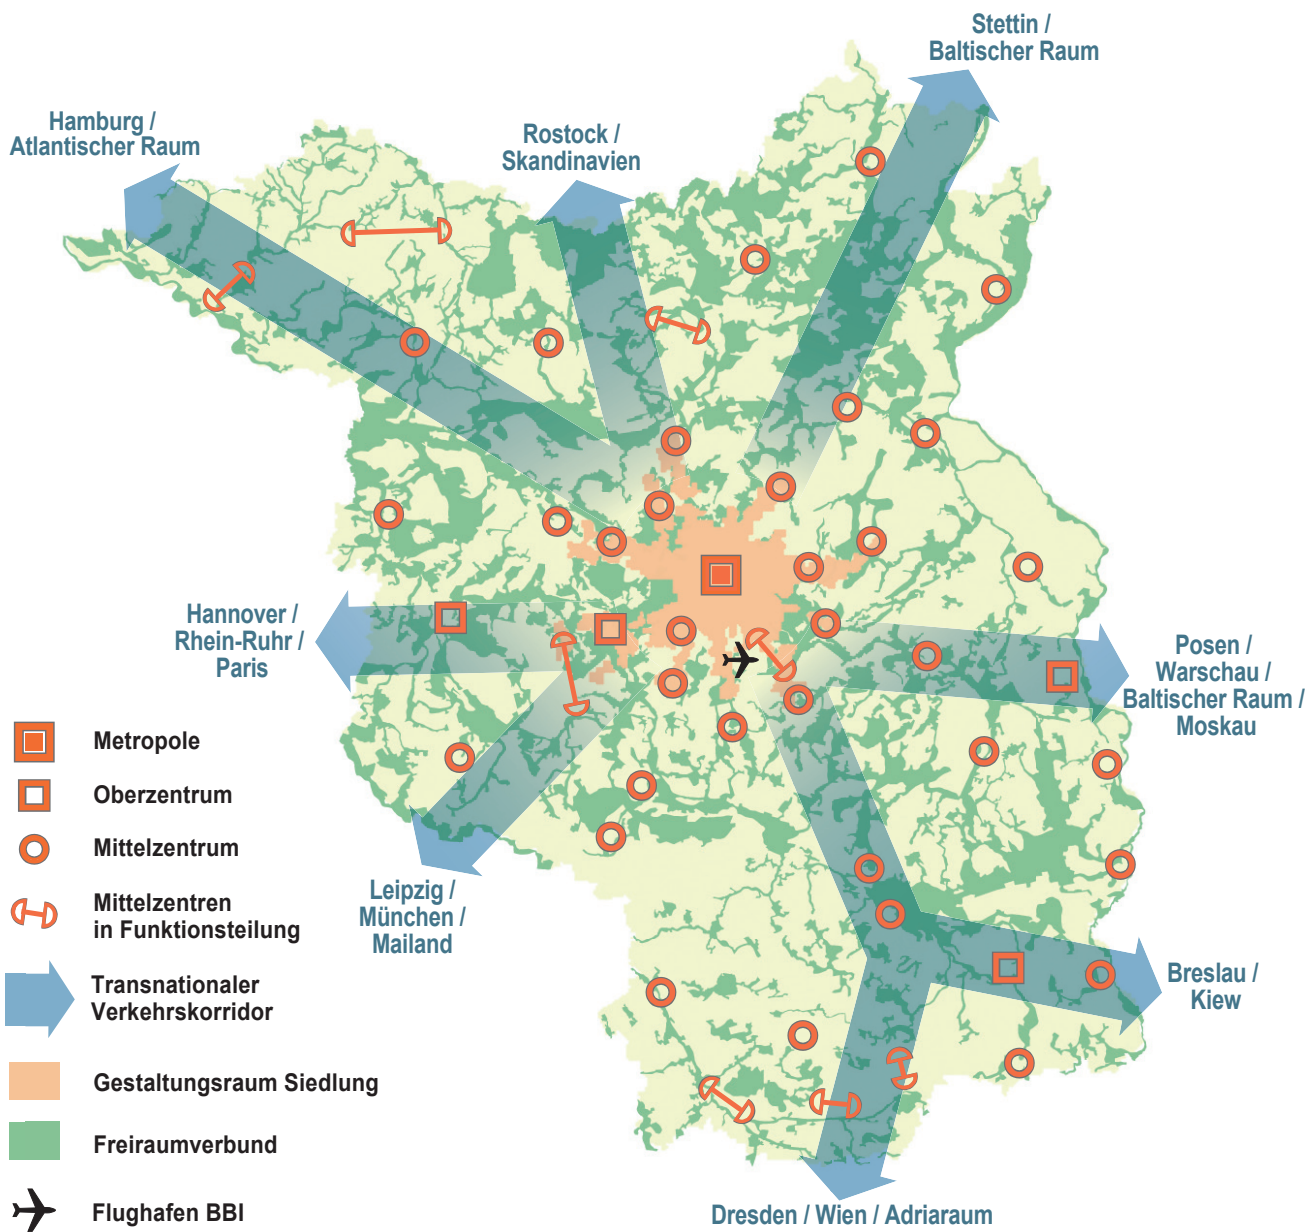 Stettin /
Baltischer Raum
Hamburg /
Atlantischer Raum
Rostock /
Skandinavien
Hannover /
Rhein-Ruhr /
Paris
Posen /
Warschau /
Baltischer Raum /
Moskau
Leipzig /
München /
Mailand
Breslau /
Kiew
Dresden / Wien / Adriaraum
Metropole
Oberzentrum
Mittelzentrum
Mittelzentren
in Funktionsteilung
Transnationaler
Verkehrskorridor
Gestaltungsraum Siedlung
Freiraumverbund
Flughafen BBI